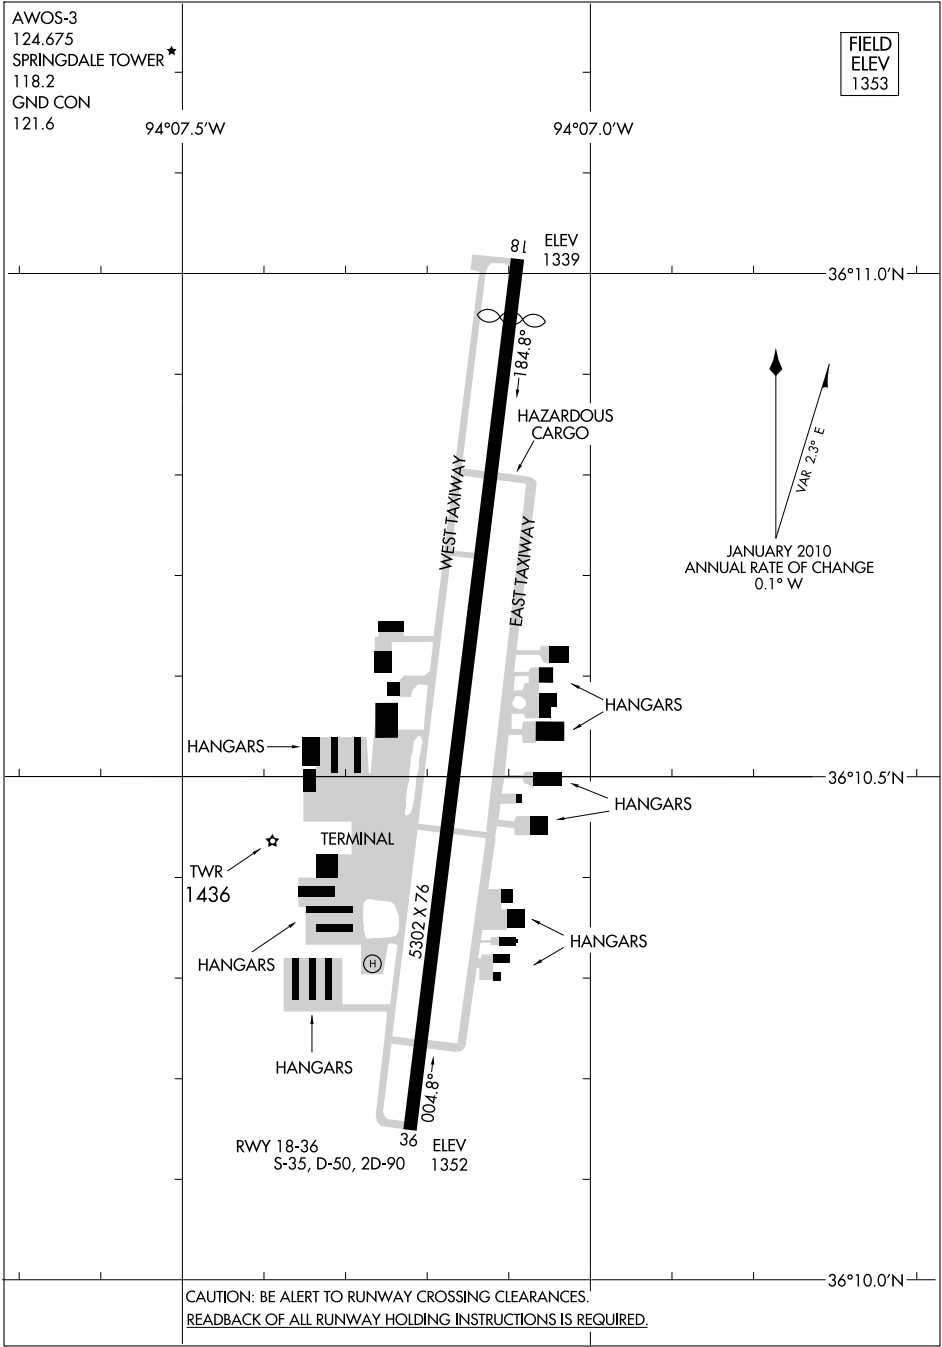 AWOS-3
124.675
SPRINGDALE TOWER
118.2
GND CON
121.6
FIELD
ELEV
1353
94°07.5'W
94°07.0'W
18
ELEV
1339
36°11.0'N
184.8°
HAZARDOUS
CARGO
VAR 2.3° E
WEST TAXIWAY
EAST TAXIWAY
JANUARY 2010
ANNUAL RATE OF CHANGE
0.1° W
HANGARS
HANGARS
36°10.5'N
HANGARS
TERMINAL
TWR
1436
5302 X 76
HANGARS
HANGARS
H
HANGARS
004.8°
36
ELEV
1352
RWY 18-36
S-35, D-50, 2D-90
36°10.0'N
CAUTION: BE ALERT TO RUNWAY CROSSING CLEARANCES.
READBACK OF ALL RUNWAY HOLDING INSTRUCTIONS IS REQUIRED.